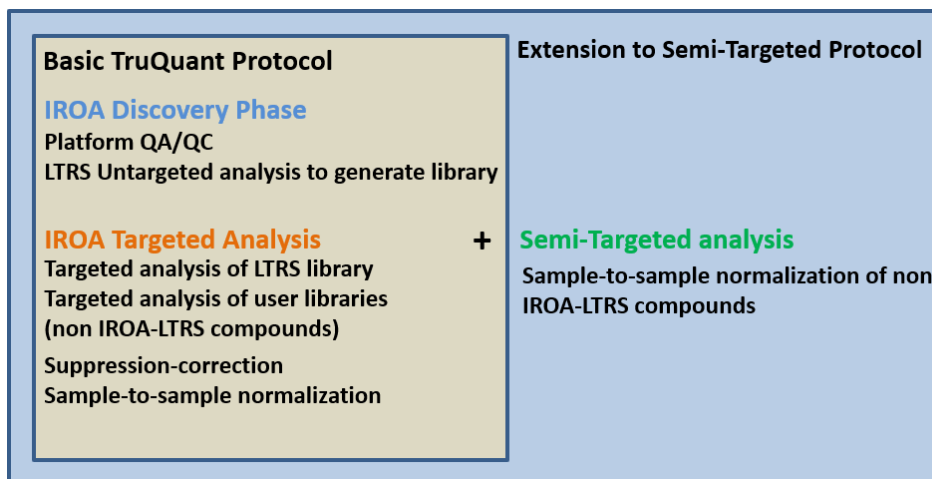 Basic TruQuant Protocol
IROA Discovery Phase
Platform QA/QC
LTRS Untargeted analysis to generate library
IROA Targeted Analysis
Targeted analysis of LTRS library
Targeted analysis of user libraries
(non IROA-LTRS compounds)
Suppression-correction
Sample-to-sample normalization
+
Extension to Semi-Targeted Protocol
Semi-Targeted analysis
Sample-to-sample normalization of non
IROA-LTRS compounds